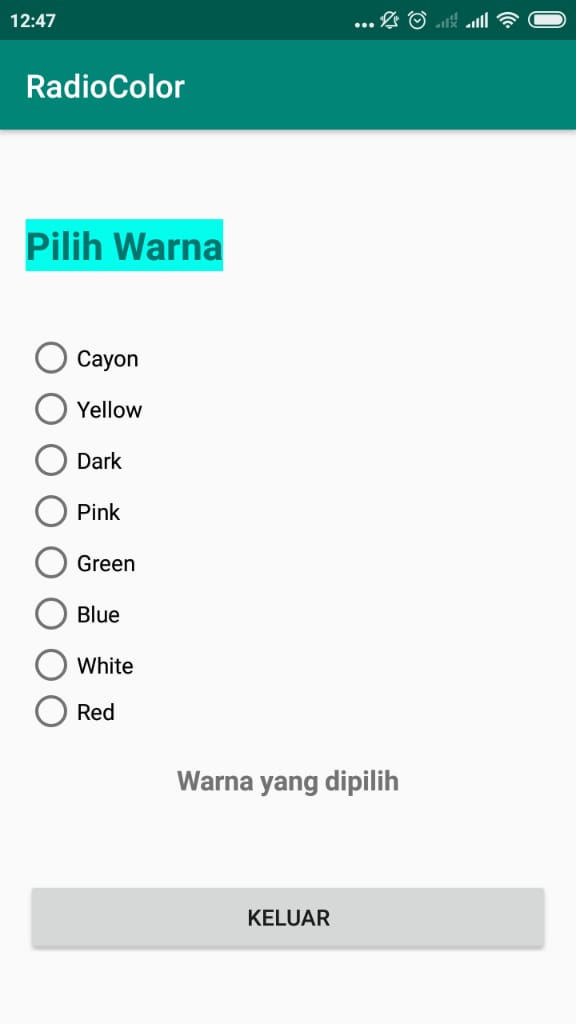 12:47
RadioColor
Pilih Warna
Cayon
Yellow
Dark
Pink
Green
Blue
White
Red
Warna yang dipilih
KELUAR